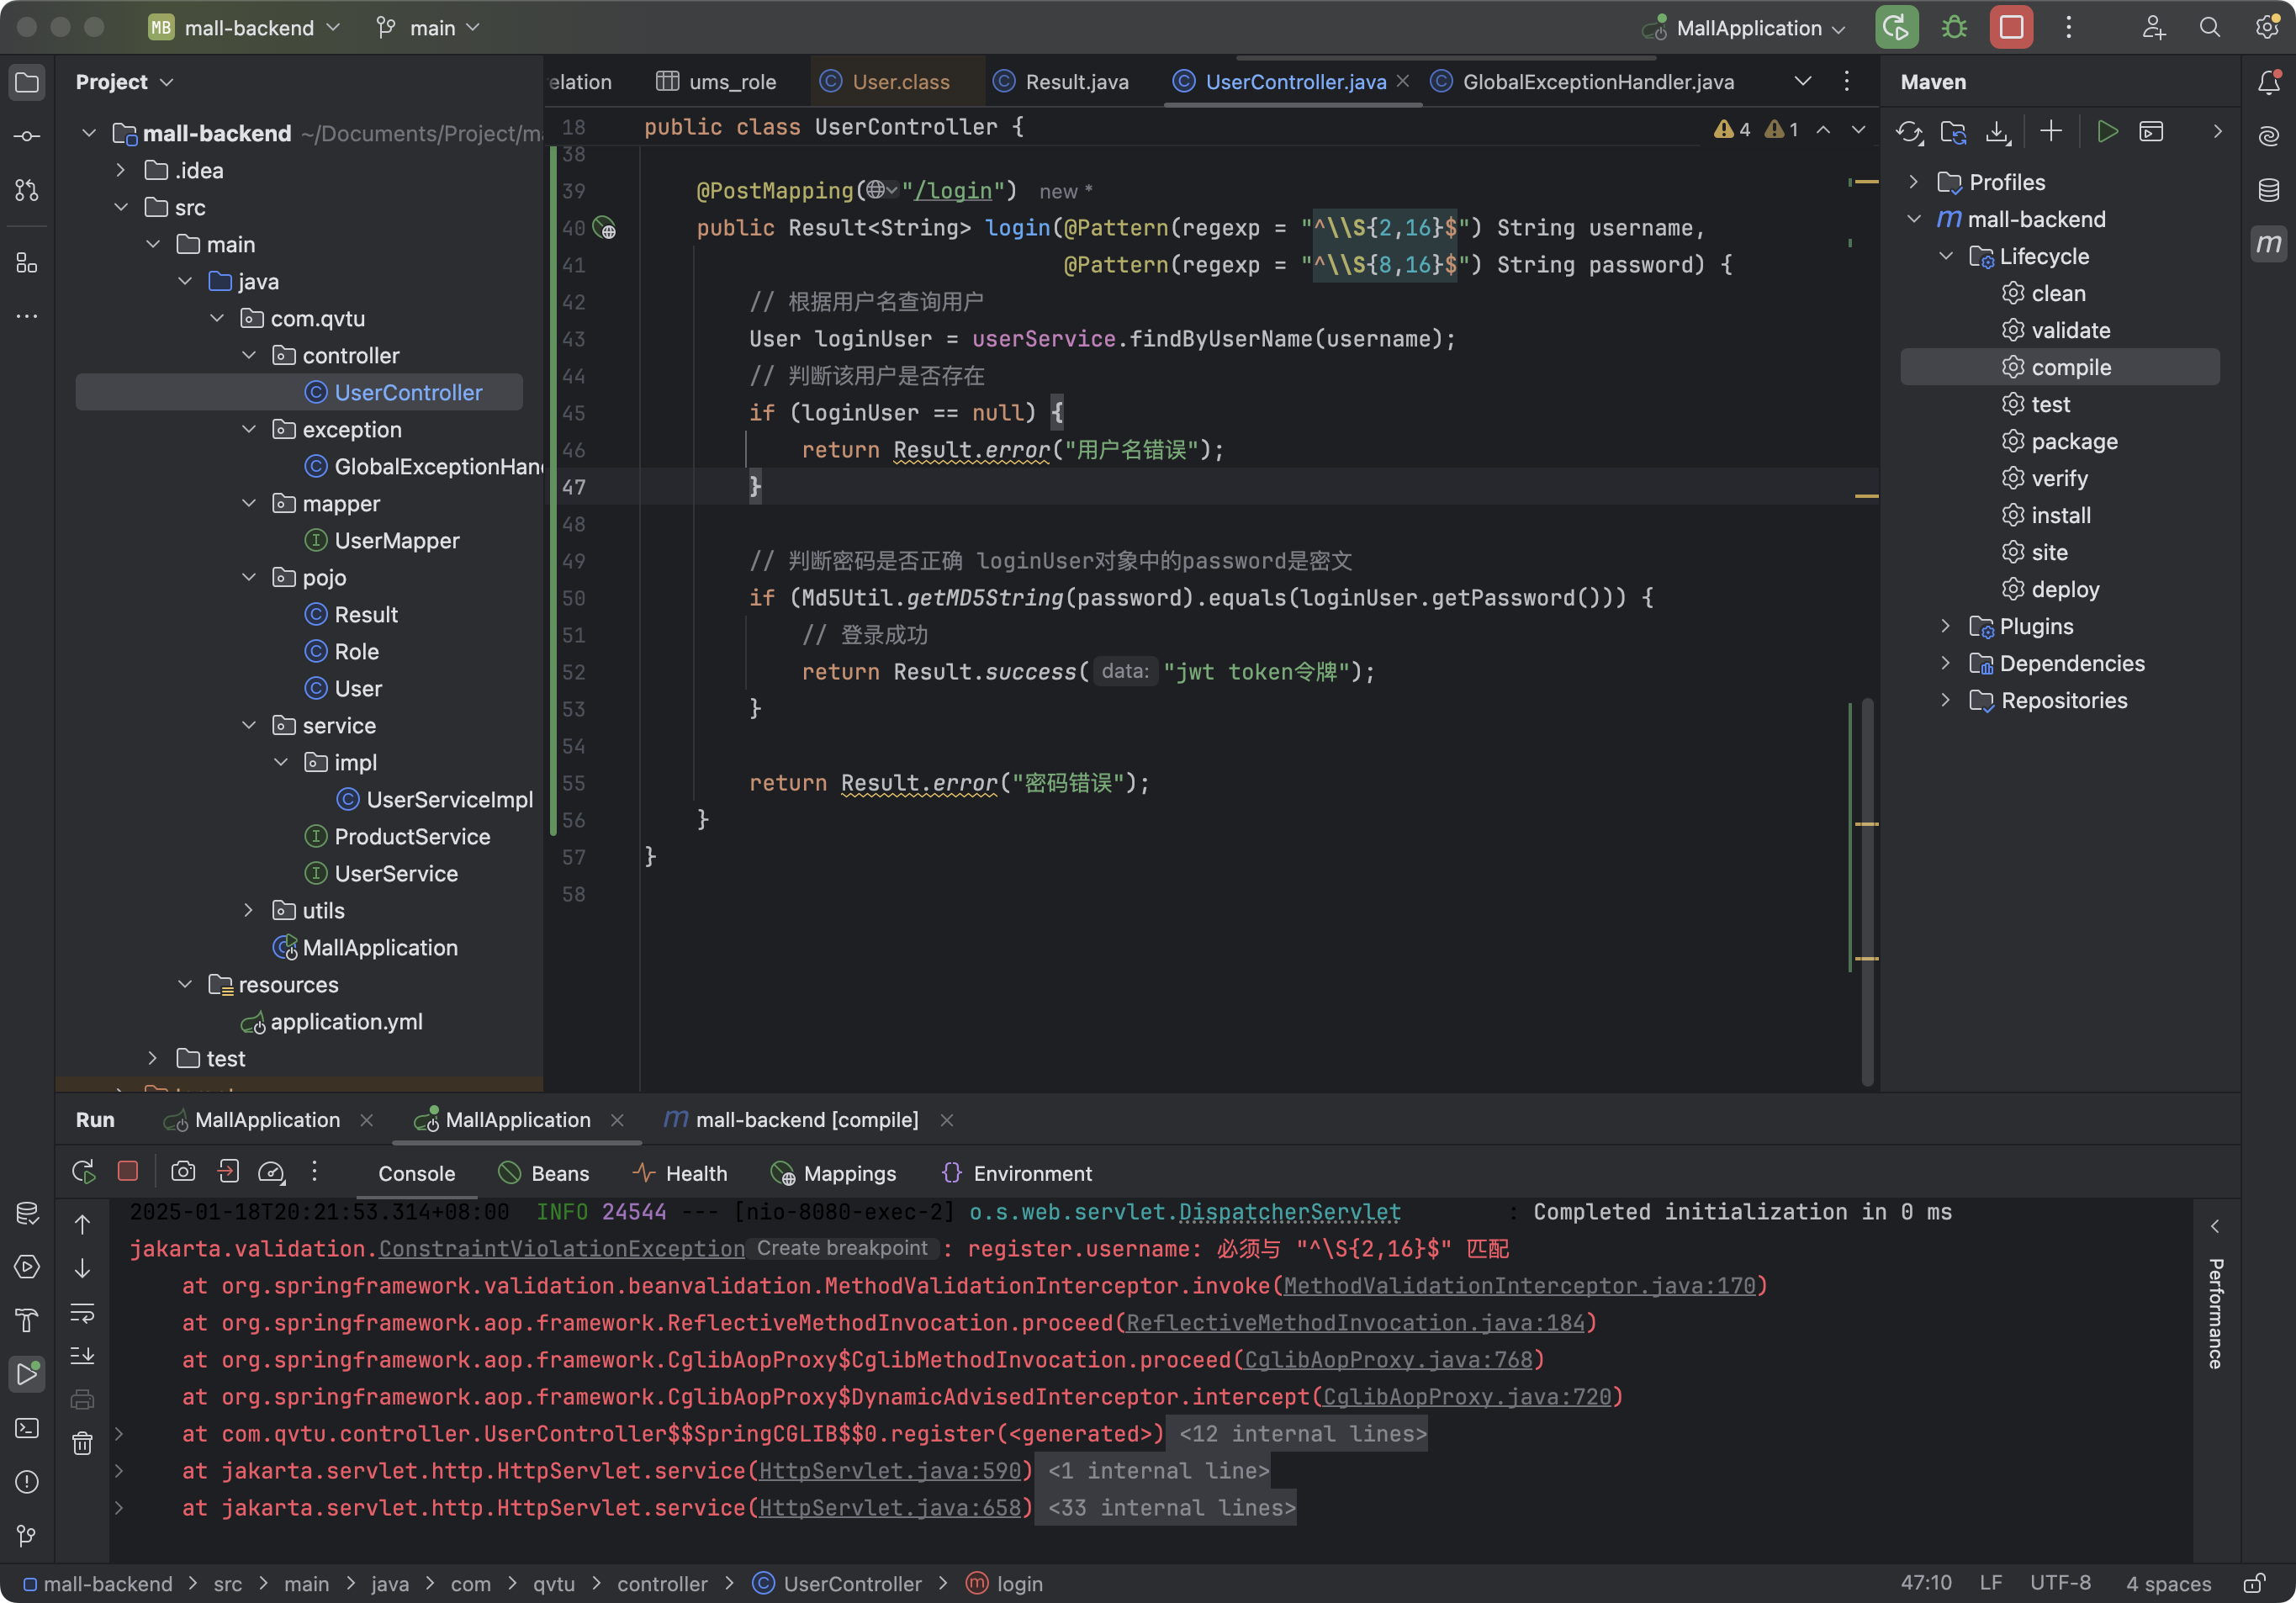 MB mall-backend main MallApplication
Project
elation ums_role User.class Result.java UserController.java GlobalExceptionHandler.java
Maven
mall-backend ~/Documents/Project/m
.idea
src
main
java
com.qvtu
controller
UserController
exception
GlobalExceptionHan
mapper
UserMapper
pojo
Result
Role
User
service
impl
UserServiceImpl
ProductService
UserService
utils
MallApplication
resources
application.yml
test
18 public class UserController { 4 1
38
39 @PostMapping("/login") new *
40 public Result<String> login(@Pattern(regexp = "^\\S{2,16}$") String username,
41 @Pattern(regexp = "^\\S{8,16}$") String password) {
42 // 根据用户名查询用户
43 User loginUser = userService.findByUserName(username);
44 // 判断该用户是否存在
45 if (loginUser == null) {
46 return Result.error("用户名错误");
47 }
48
49 // 判断密码是否正确 loginUser对象中的password是密文
50 if (Md5Util.getMD5String(password).equals(loginUser.getPassword())) {
51 // 登录成功
52 return Result.success( data: "jwt token令牌");
53 }
54
55 return Result.error("密码错误");
56 }
57 }
58
Profiles
m mall-backend
Lifecycle
clean
validate
compile
test
package
verify
install
site
deploy
Plugins
Dependencies
Repositories
m
Run MallApplication MallApplication m mall-backend [compile]
Console Beans Health Mappings Environment
2025-01-18T20:21:53.314+08:00 INFO 24544 --- [nio-8080-exec-2] o.s.web.servlet.DispatcherServlet : Completed initialization in 0 ms
jakarta.validation.ConstraintViolationException Create breakpoint : register.username: 必须与 "^\S{2,16}$" 匹配
at org.springframework.validation.beanvalidation.MethodValidationInterceptor.invoke(MethodValidationInterceptor.java:170)
at org.springframework.aop.framework.ReflectiveMethodInvocation.proceed(ReflectiveMethodInvocation.java:184)
at org.springframework.aop.framework.CglibAopProxy$CglibMethodInvocation.proceed(CglibAopProxy.java:768)
at org.springframework.aop.framework.CglibAopProxy$DynamicAdvisedInterceptor.intercept(CglibAopProxy.java:720)
at com.qvtu.controller.UserController$$SpringCGLIB$$0.register(<generated>) <12 internal lines>
at jakarta.servlet.http.HttpServlet.service(HttpServlet.java:590) <1 internal line>
at jakarta.servlet.http.HttpServlet.service(HttpServlet.java:658) <33 internal lines>
Performance
mall-backend > src > main > java > com > qvtu > controller > UserController > login 47:10 LF UTF-8 4 spaces